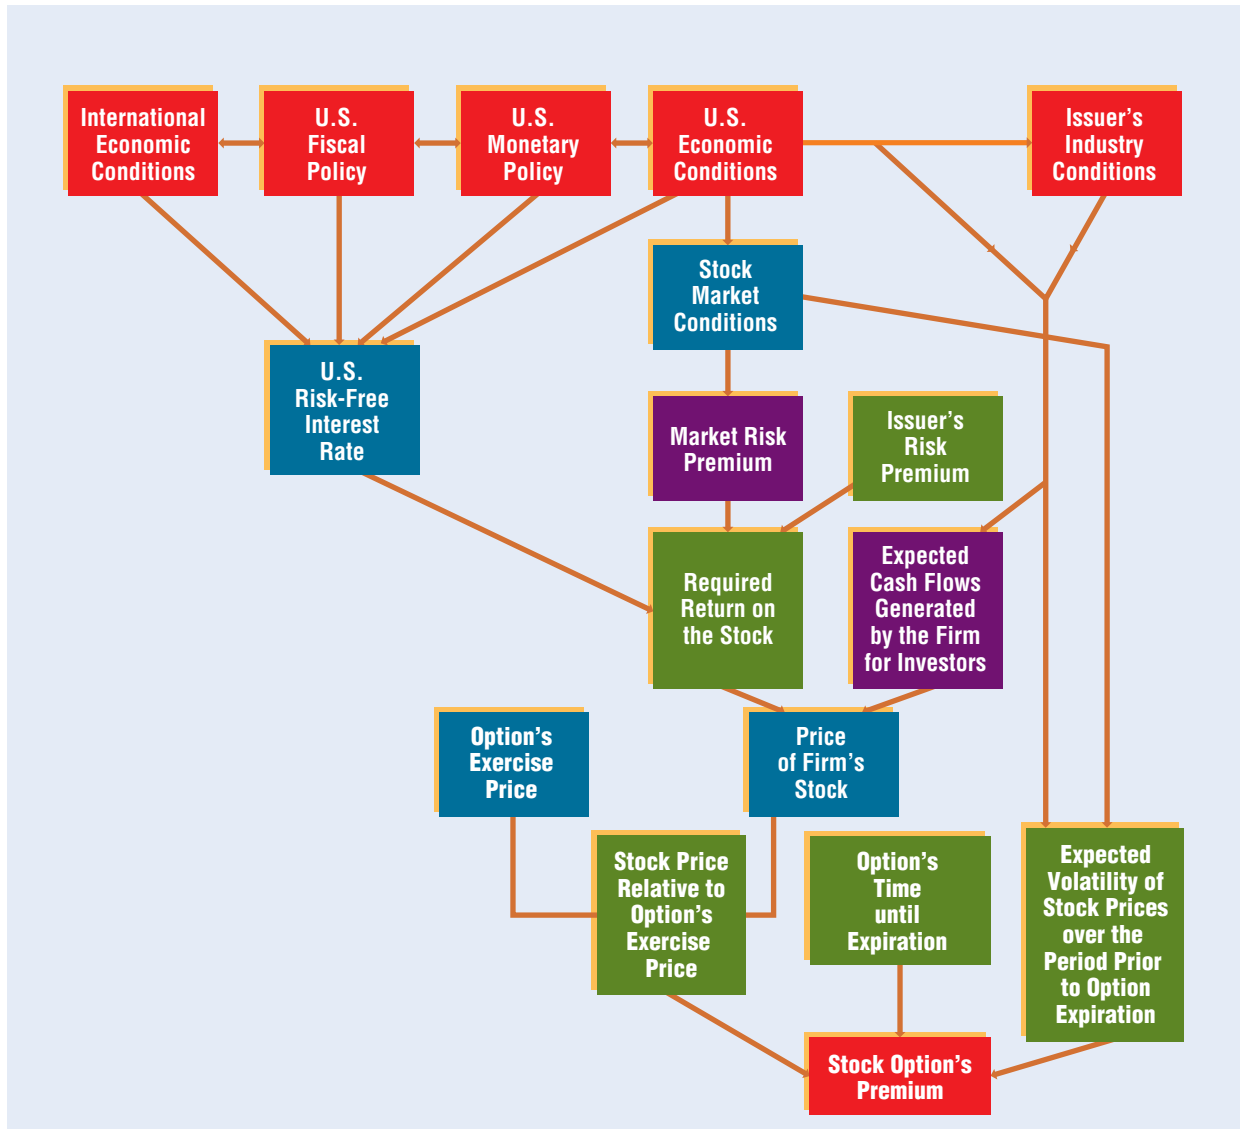 International
Economic
Conditions
U.S.
Fiscal
Policy
U.S.
Monetary
Policy
U.S.
Economic
Conditions
Issuer’s
Industry
Conditions
Stock
Market
Conditions
U.S.
Risk-Free
Interest
Rate
Market Risk
Premium
Issuer’s
Risk
Premium
Required
Return on
the Stock
Expected
Cash Flows
Generated
by the Firm
for Investors
Option’s
Exercise
Price
Price
of Firm’s
Stock
Stock Price
Relative to
Option’s
Exercise
Price
Option’s
Time
until
Expiration
Expected
Volatility of
Stock Prices
over the
Period Prior
to Option
Expiration
Stock Option’s
Premium